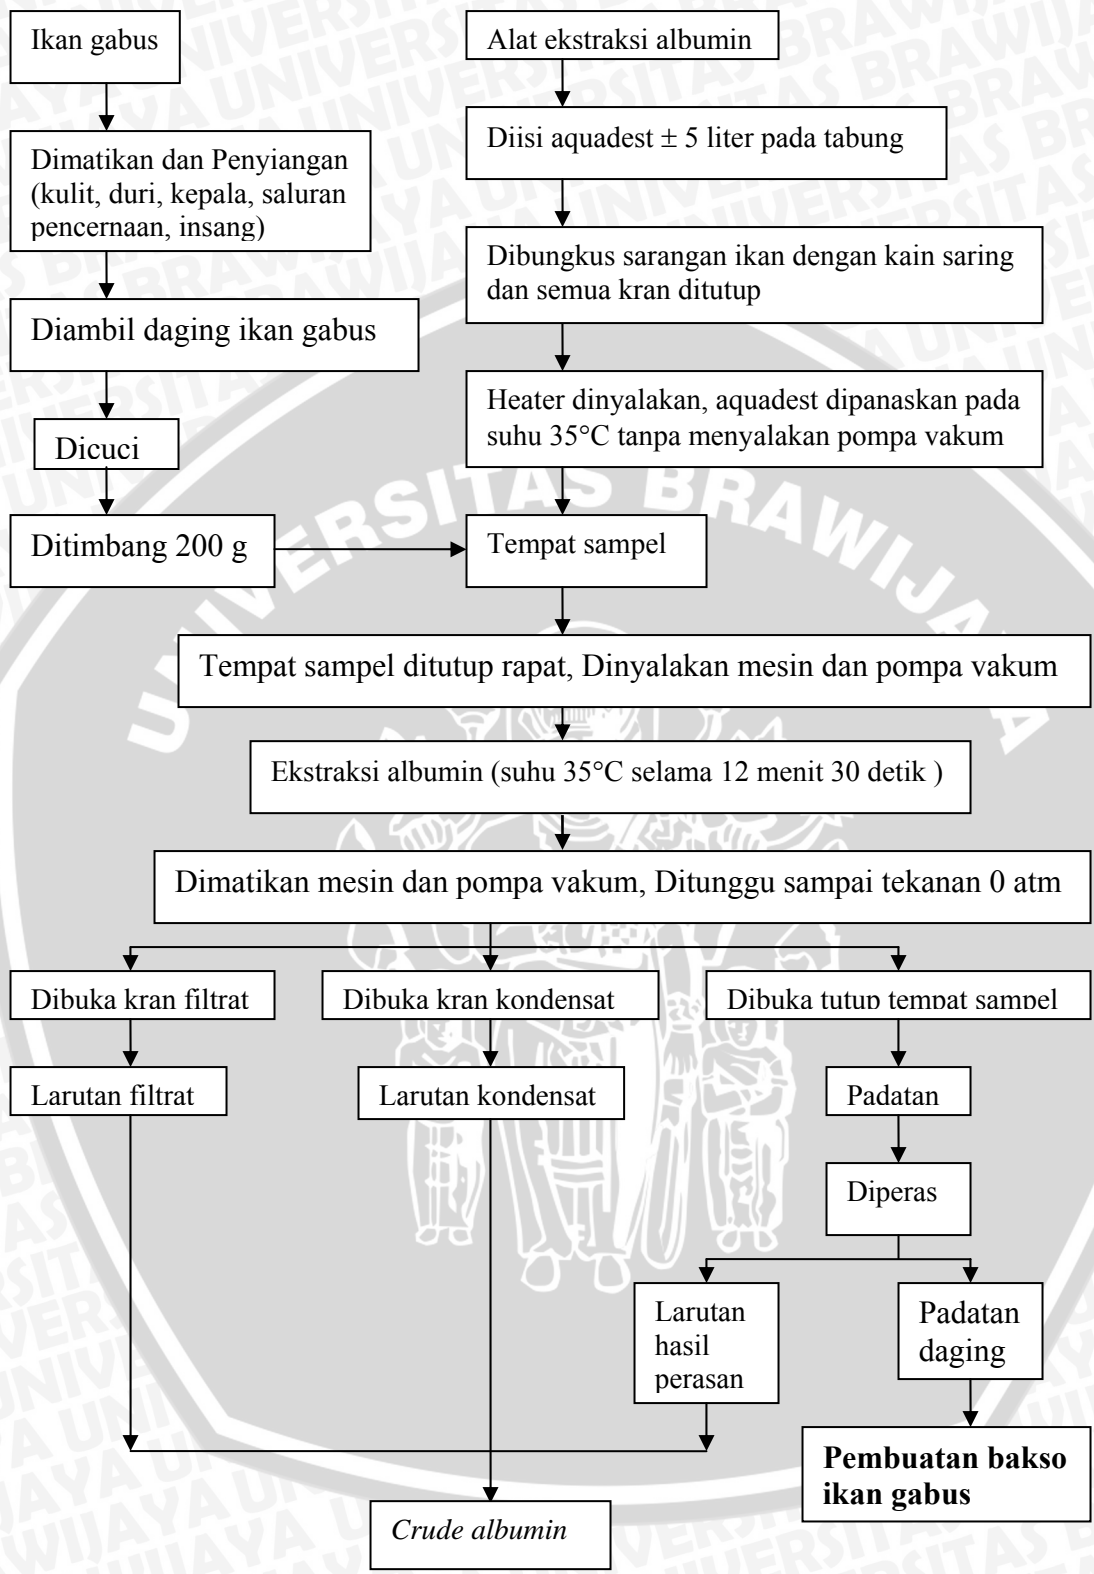 Ikan gabus
Alat ekstraksi albumin
Dimatikan dan Penyiangan
(kulit, duri, kepala, saluran
pencernaan, insang)
Diisi aquadest ± 5 liter pada tabung
Dibungkus sarangan ikan dengan kain saring
dan semua kran ditutup
Diambil daging ikan gabus
Heater dinyalakan, aquadest dipanaskan pada
suhu 35°C tanpa menyalakan pompa vakum
Dicuci
Ditimbang 200 g
Tempat sampel
Tempat sampel ditutup rapat, Dinyalakan mesin dan pompa vakum
Ekstraksi albumin (suhu 35°C selama 12 menit 30 detik )
Dimatikan mesin dan pompa vakum, Ditunggu sampai tekanan 0 atm
Dibuka kran filtrat
Dibuka kran kondensat
Dibuka tutup tempat sampel
Larutan filtrat
Larutan kondensat
Padatan
Diperas
Larutan
hasil
perasan
Padatan
daging
Pembuatan bakso
ikan gabus
Crude albumin
UNIVERSITAS BRAWIJAYA